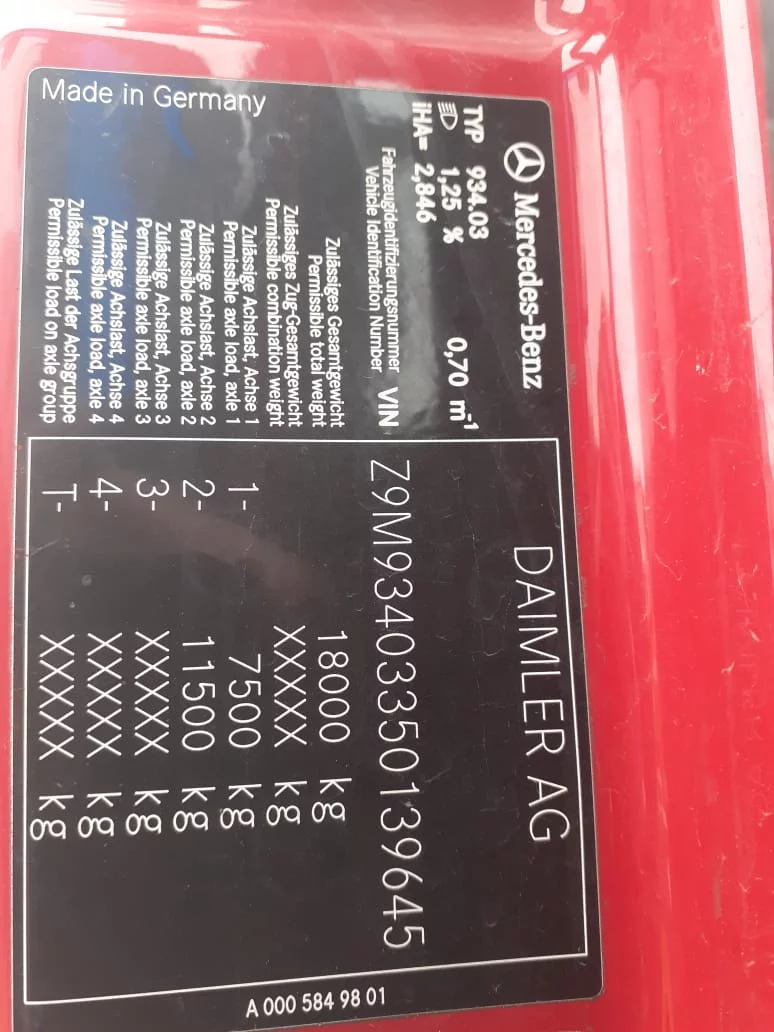 Mercedes-Benz DAIMLER AG
TYP 934.03
1,25 % 0,70 m⁻¹
iHA= 2,846
Fahrzeugidentifizierungsnummer
Vehicle Identification Number VIN Z9M93403350139645
Zulässiges Gesamtgewicht
Permissible total weight 18000 kg
Zulässiges Zug-Gesamtgewicht
Permissible combination weight XXXXX kg
Zulässige Achslast, Achse 1
Permissible axle load, axle 1 1- 7500 kg
Zulässige Achslast, Achse 2
Permissible axle load, axle 2 2- 11500 kg
Zulässige Achslast, Achse 3
Permissible axle load, axle 3 3- XXXXX kg
Zulässige Achslast, Achse 4
Permissible axle load, axle 4 4- XXXXX kg
Zulässige Last der Achsgruppe
Permissible load on axle group T- XXXXX kg
Made in Germany
A 000 584 98 01